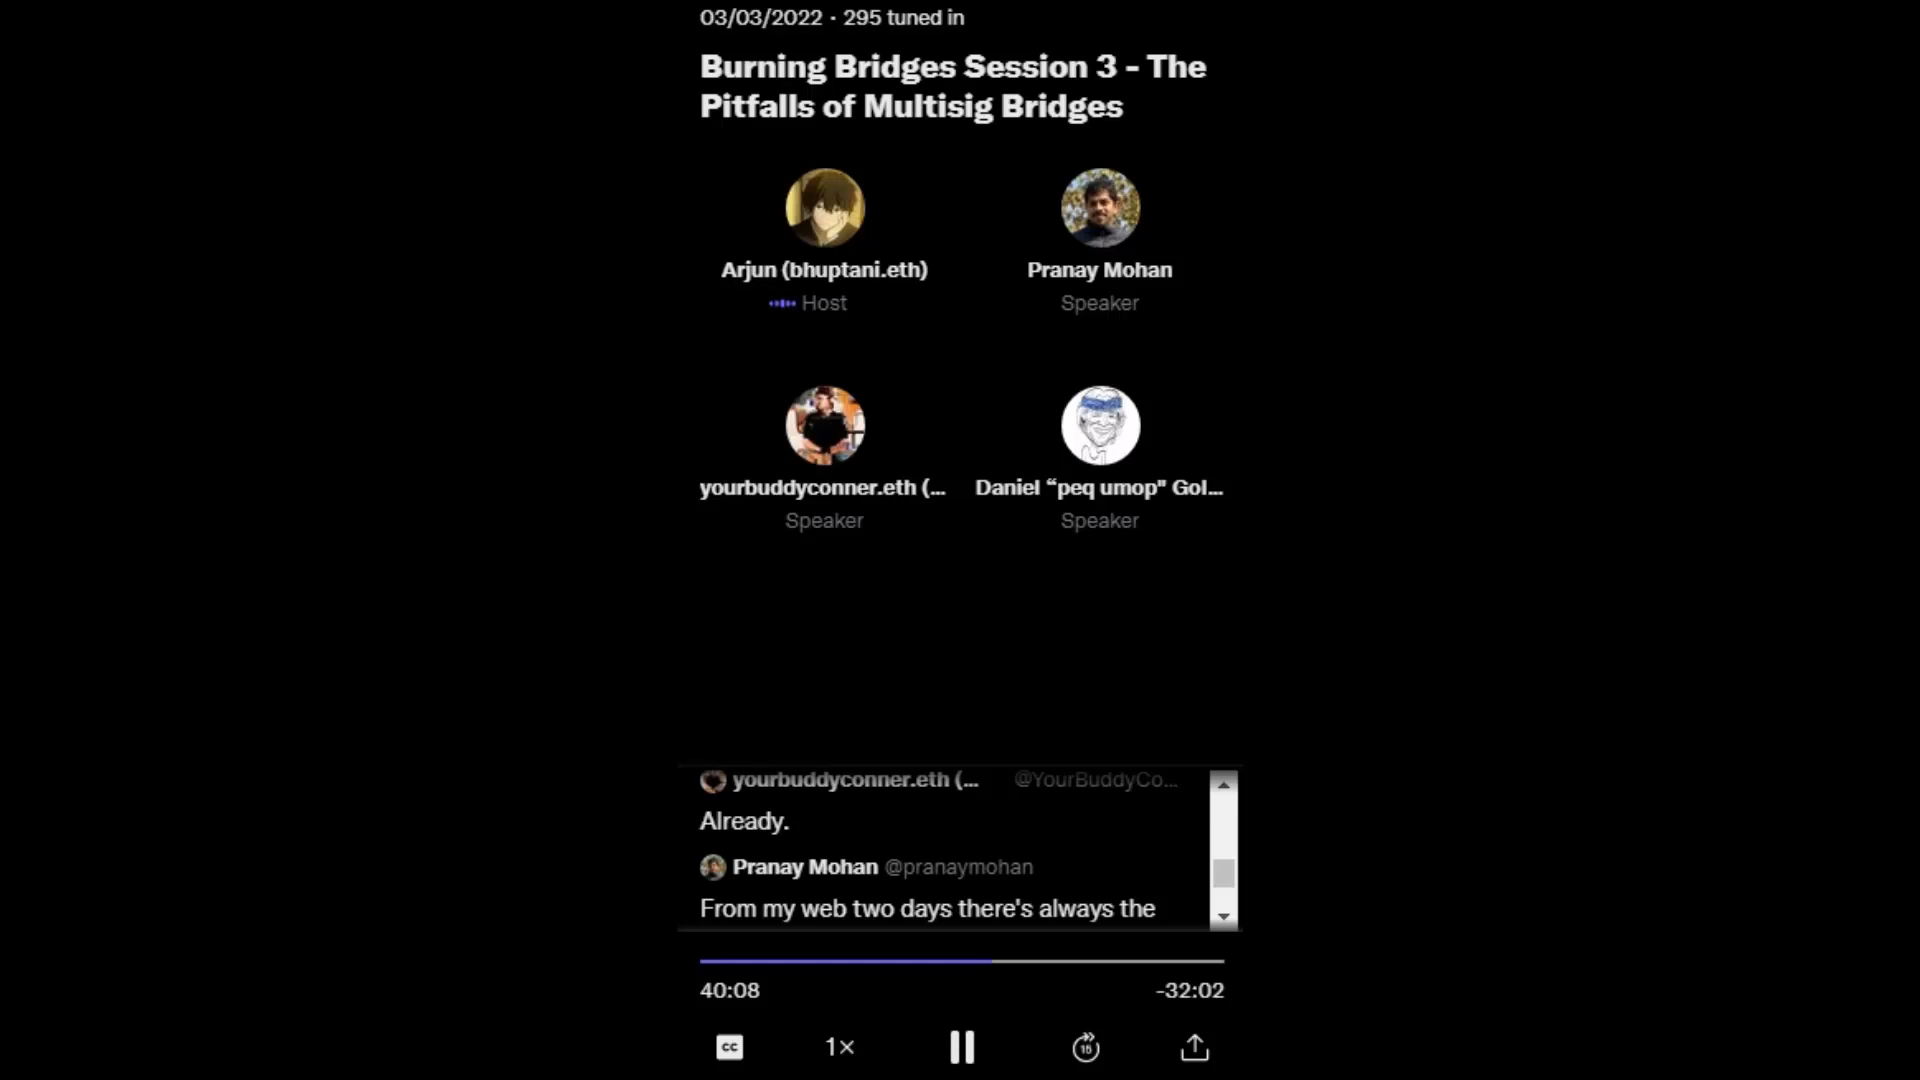 03/03/2022 · 295 tuned in
Burning Bridges Session 3 - The
Pitfalls of Multisig Bridges
Arjun (bhuptani.eth)
Pranay Mohan
Host
Speaker
yourbuddyconner.eth (...
Daniel “peq umop" Gol...
Speaker
Speaker
yourbuddyconner.eth (... @YourBuddyCo...
Already.
Pranay Mohan @pranaymohan
From my web two days there's always the
40:08
-32:02
CC
1×
15